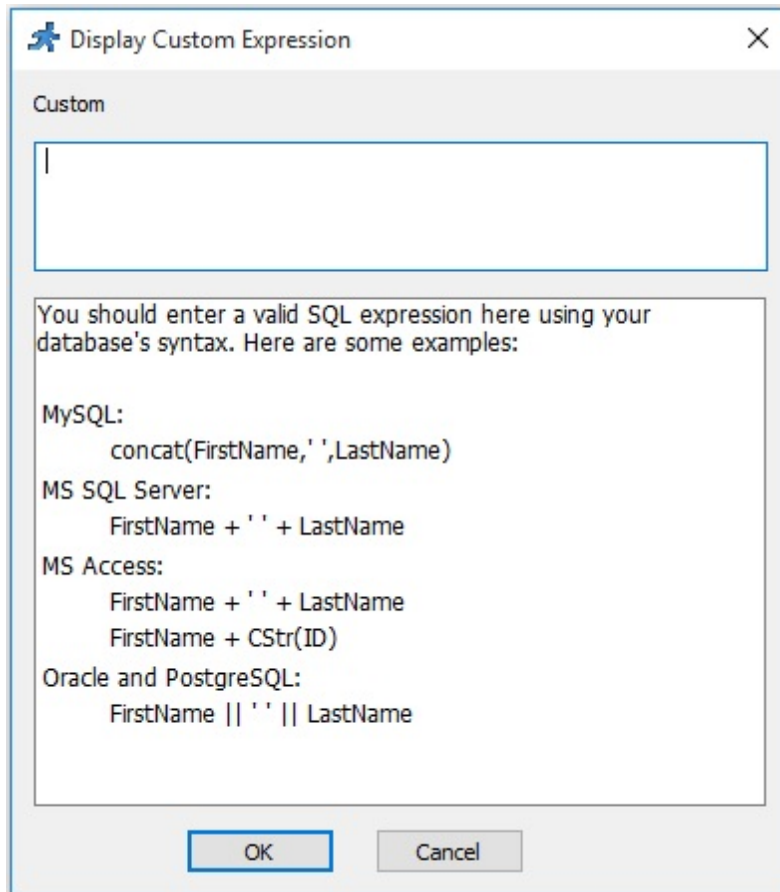 Display Custom Expression
Custom
You should enter a valid SQL expression here using your
database's syntax. Here are some examples:
MySQL:
concat(FirstName,' ',LastName)
MS SQL Server:
FirstName + ' ' + LastName
MS Access:
FirstName + ' ' + LastName
FirstName + CStr(ID)
Oracle and PostgreSQL:
FirstName || ' ' || LastName
OK
Cancel